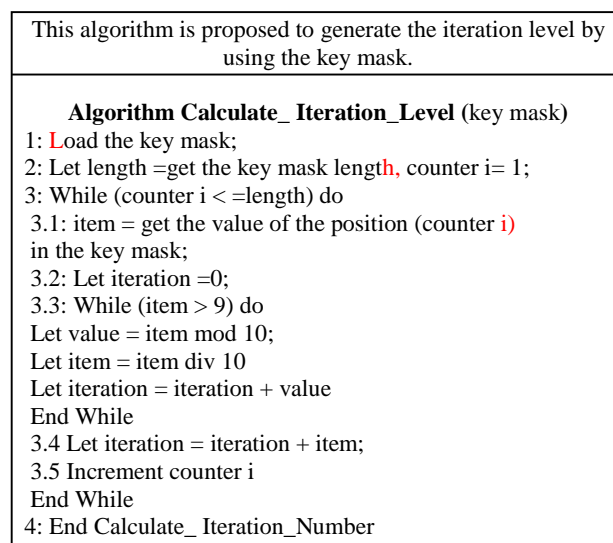 This algorithm is proposed to generate the iteration level by
using the key mask.
Algorithm Calculate_ Iteration_Level (key mask)
1: Load the key mask;
2: Let length =get the key mask length, counter i= 1;
3: While (counter i < =length) do
3.1: item = get the value of the position (counter i)
in the key mask;
3.2: Let iteration =0;
3.3: While (item > 9) do
Let value = item mod 10;
Let item = item div 10
Let iteration = iteration + value
End While
3.4 Let iteration = iteration + item;
3.5 Increment counter i
End While
4: End Calculate_ Iteration_Number